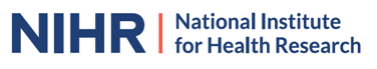 NIHR
National Institute
for Health Research